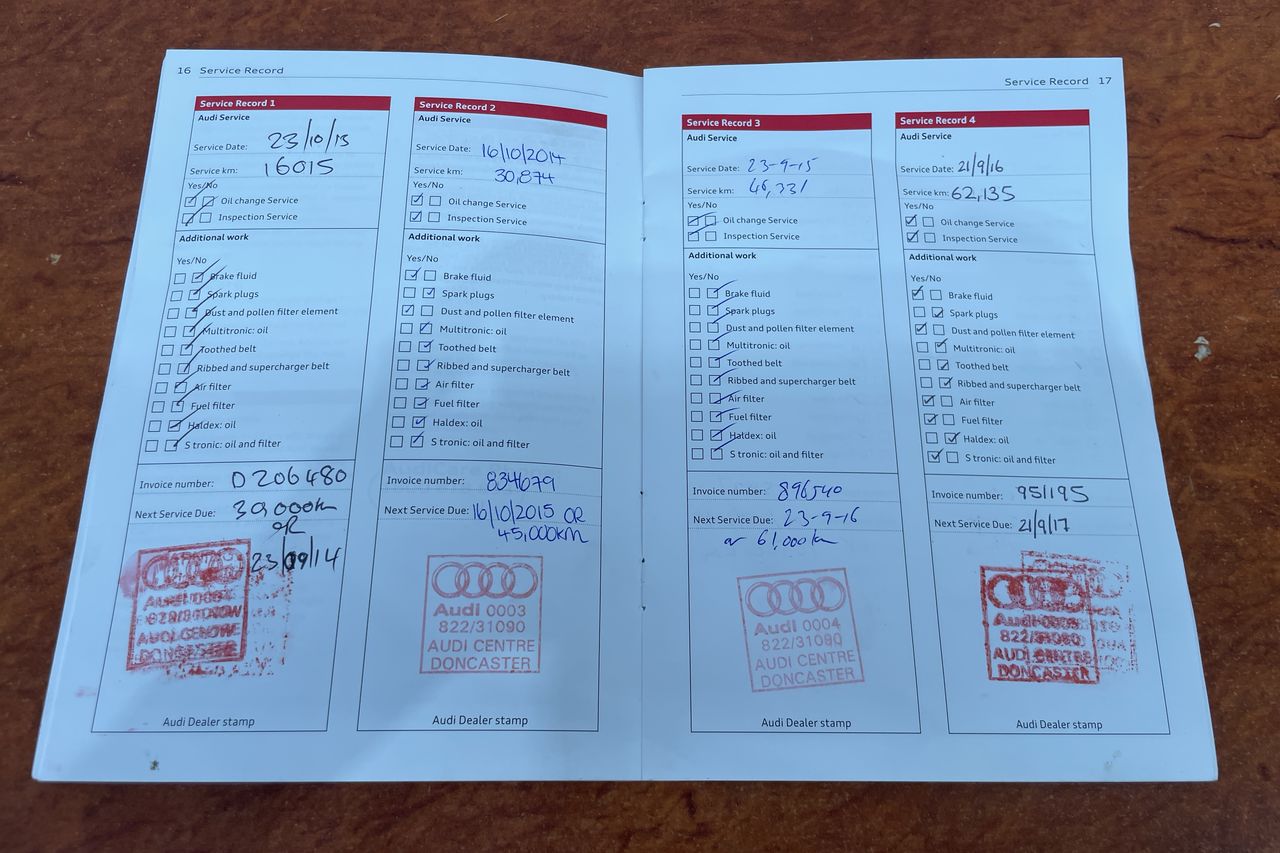 16 Service Record
Service Record 1
Audi Service
Service Date: 23/10/13
Service km: 16015
Yes/No
Oil change Service
Inspection Service
Additional work
Yes/No
Brake fluid
Spark plugs
Dust and pollen filter element
Multitronic: oil
Toothed belt
Ribbed and supercharger belt
Air filter
Fuel filter
Haldex: oil
S tronic: oil and filter
Invoice number: D206480
Next Service Due: 30,000km
OR
23/09/14
DONCASTER
Audi Dealer stamp
Service Record 2
Audi Service
Service Date: 16/10/2014
Service km: 30,874
Yes/No
Oil change Service
Inspection Service
Additional work
Yes/No
Brake fluid
Spark plugs
Dust and pollen filter element
Multitronic: oil
Toothed belt
Ribbed and supercharger belt
Air filter
Fuel filter
Haldex: oil
S tronic: oil and filter
Invoice number: 834679
Next Service Due: 16/10/2015 OR
45,000km
Audi 0003
822/31090
AUDI CENTRE
DONCASTER
Audi Dealer stamp
Service Record 17
Service Record 3
Audi Service
Service Date: 23-9-15
Service km: 46,331
Yes/No
Oil change Service
Inspection Service
Additional work
Yes/No
Brake fluid
Spark plugs
Dust and pollen filter element
Multitronic: oil
Toothed belt
Ribbed and supercharger belt
Air filter
Fuel filter
Haldex: oil
S tronic: oil and filter
Invoice number: 896540
Next Service Due: 23-9-16
or 61,000km
Audi 0004
822/31090
AUDI CENTRE
DONCASTER
Audi Dealer stamp
Service Record 4
Audi Service
Service Date: 21/9/16
Service km: 62,135
Yes/No
Oil change Service
Inspection Service
Additional work
Yes/No
Brake fluid
Spark plugs
Dust and pollen filter element
Multitronic: oil
Toothed belt
Ribbed and supercharger belt
Air filter
Fuel filter
Haldex: oil
S tronic: oil and filter
Invoice number: 951195
Next Service Due: 21/9/17
Audi
822/31090
AUDI CENTRE
DONCASTER
Audi Dealer stamp